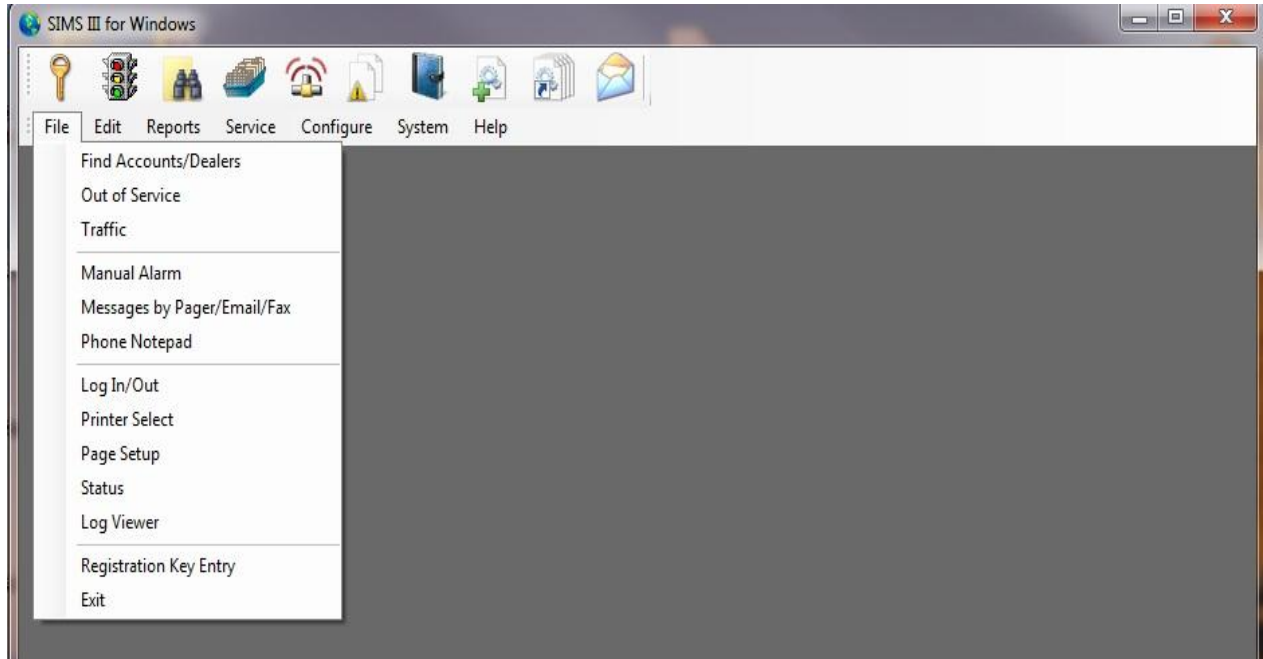 SIMS III for Windows
File Edit Reports Service Configure System Help
Find Accounts/Dealers
Out of Service
Traffic
Manual Alarm
Messages by Pager/Email/Fax
Phone Notepad
Log In/Out
Printer Select
Page Setup
Status
Log Viewer
Registration Key Entry
Exit